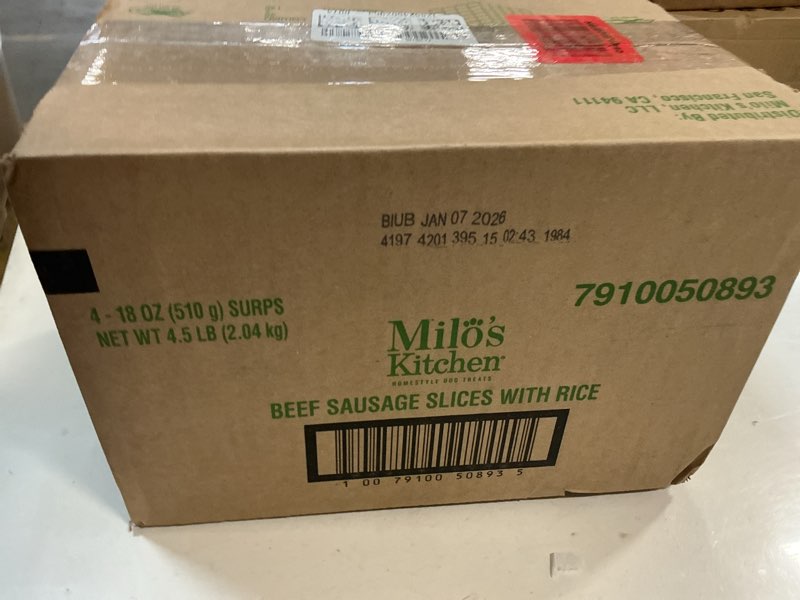 Distributed By:
Milo's Kitchen, LLC
San Francisco, CA 94111
BIUB JAN 07 2026
4197 4201 395 15 02:43 1984
4 - 18 OZ (510 g) SURPS
NET WT 4.5 LB (2.04 kg)
7910050893
Milö's
Kitchen
HOMESTYLE DOG TREATS
BEEF SAUSAGE SLICES WITH RICE
1 00 79100 50893 5